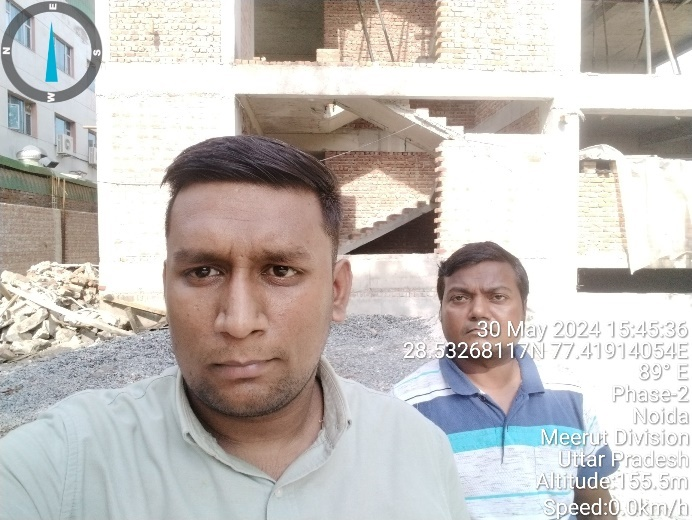 N
E
S
W
30 May 2024 15:45:36
28.53268117N 77.41914054E
89° E
Phase-2
Noida
Meerut Division
Uttar Pradesh
Altitude:155.5m
Speed:0.0km/h